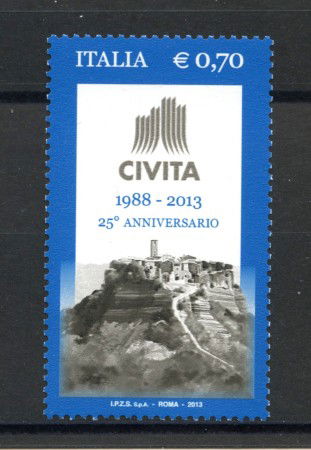 ITALIA € 0,70
CIVITA
1988 - 2013
25° ANNIVERSARIO
I.P.Z.S. S.p.A. - ROMA - 2013